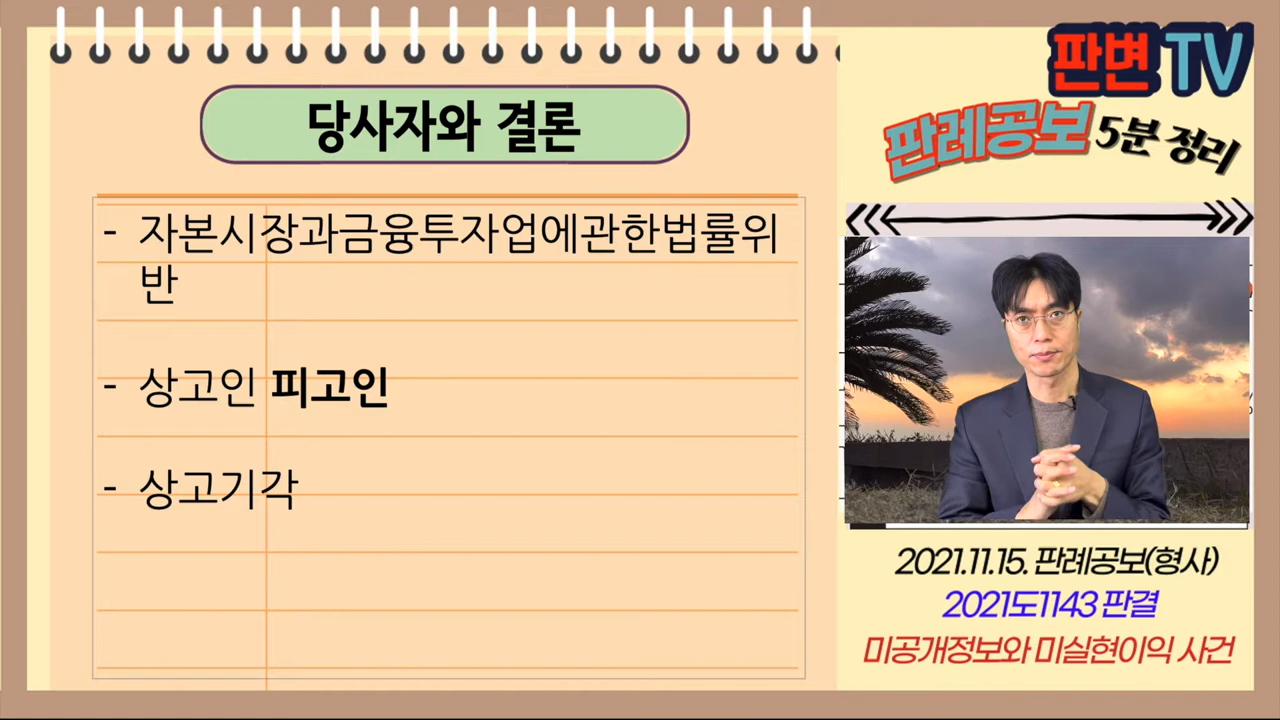 당사자와 결론
- 자본시장과금융투자업에관한법률위
반
- 상고인 피고인
- 상고기각
판변 TV
판례공보 5분 정리
2021.11.15. 판례공보(형사)
2021도1143 판결
미공개정보와 미실현이익 사건